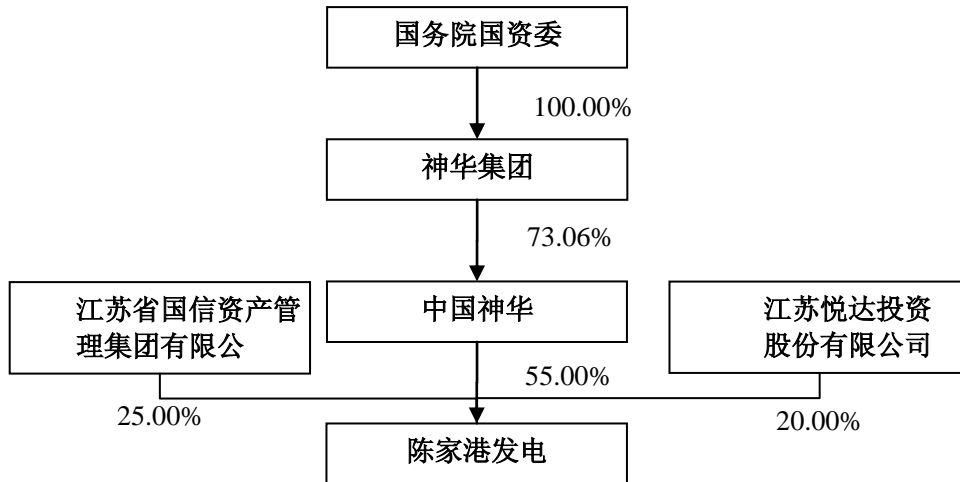 国务院国资委
100.00%
神华集团
73.06%
江苏省国信资产管
理集团有限公
中国神华
江苏悦达投资
股份有限公司
55.00%
25.00%
20.00%
陈家港发电